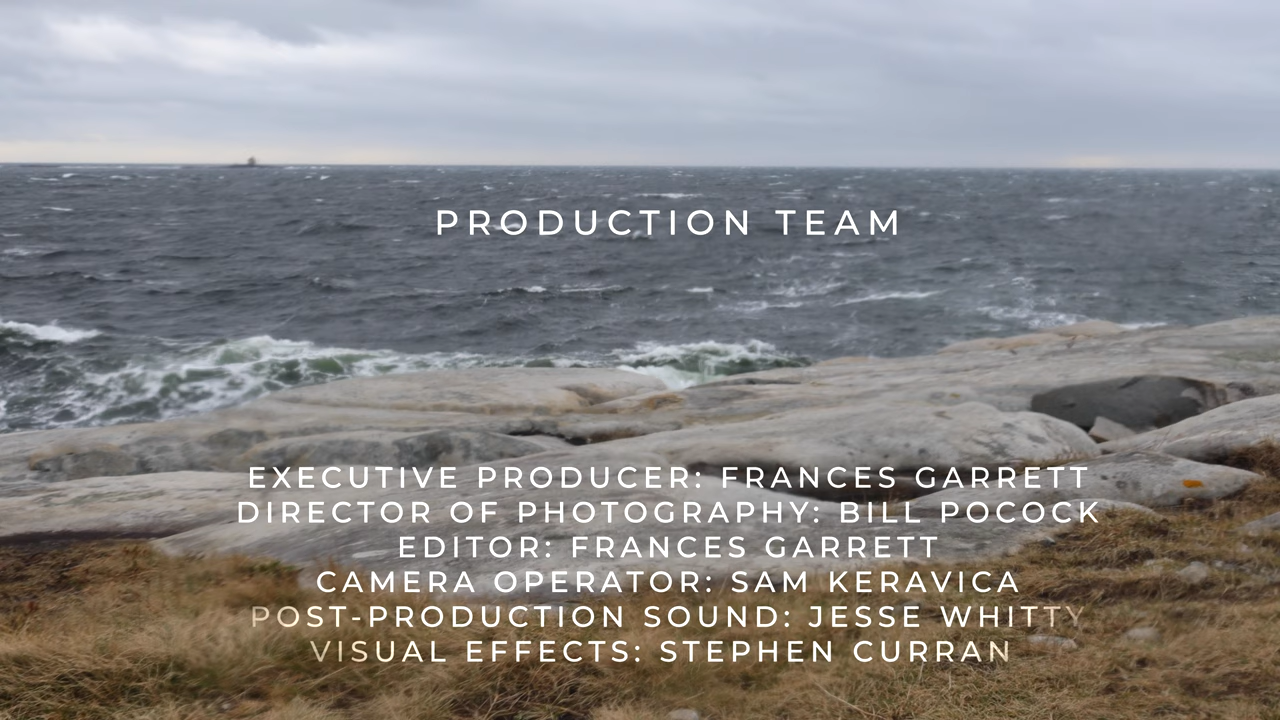 PRODUCTION TEAM
EXECUTIVE PRODUCER: FRANCES GARRETT
DIRECTOR OF PHOTOGRAPHY: BILL POCOCK
EDITOR: FRANCES GARRETT
CAMERA OPERATOR: SAM KERAVICA
POST-PRODUCTION SOUND: JESSE WHITTY
VISUAL EFFECTS: STEPHEN CURRAN